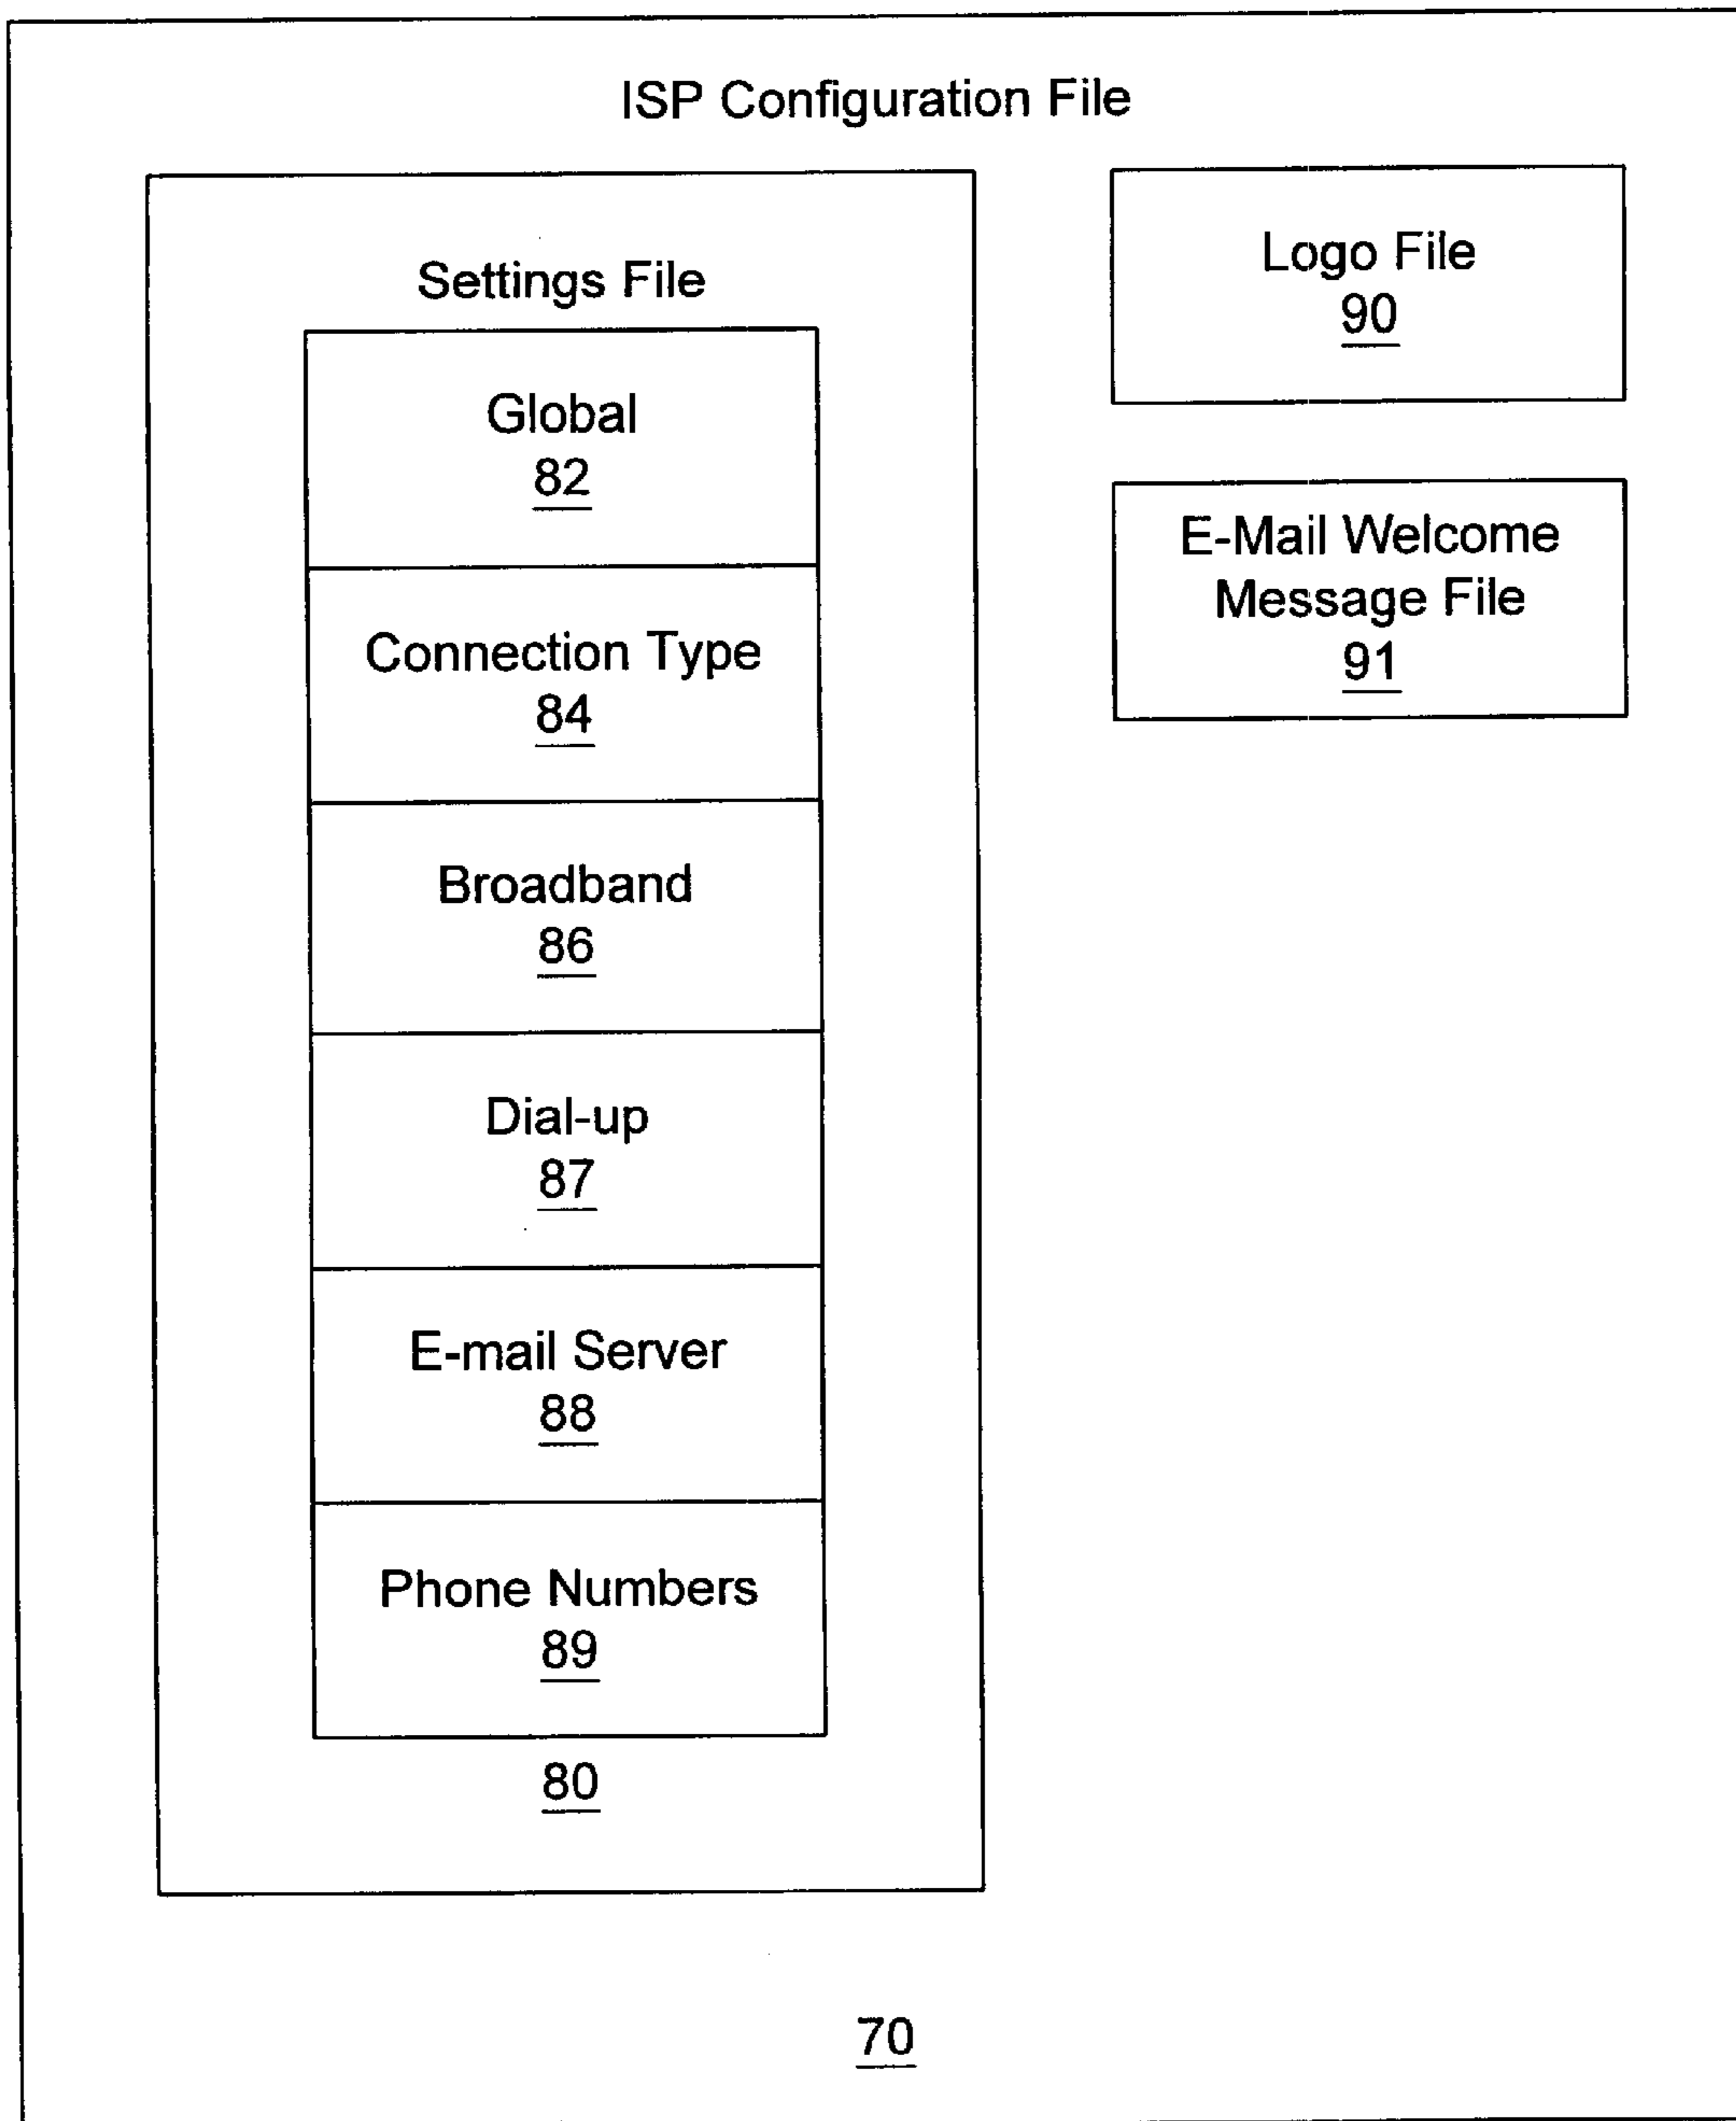 ISP Configuration File
Settings File
Global
82
Connection Type
84
Broadband
86
Dial-up
87
E-mail Server
88
Phone Numbers
89
80
Logo File
90
E-Mail Welcome
Message File
91
70